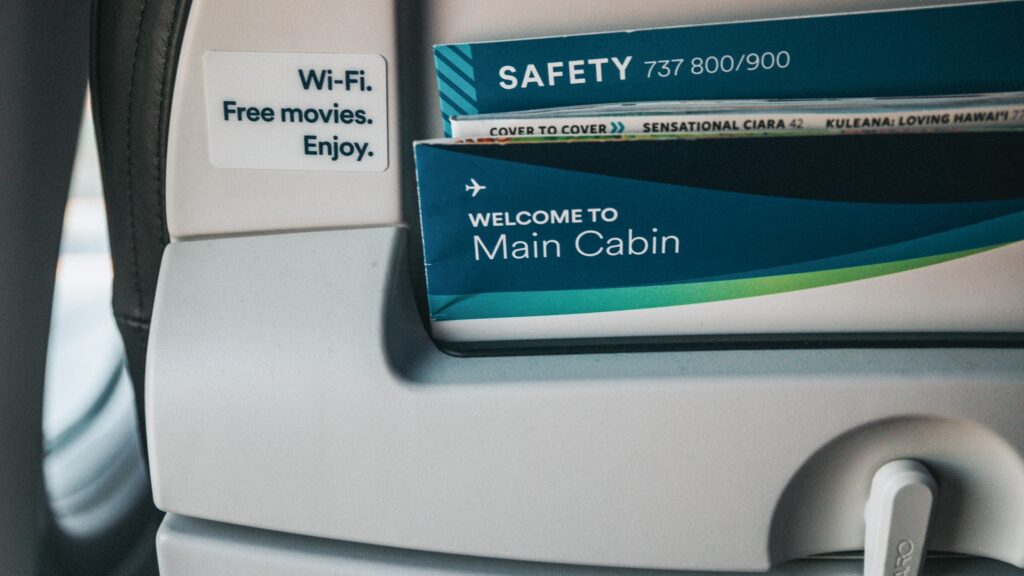 Wi-Fi.
Free movies.
Enjoy.
SAFETY 737 800/900
COVER TO COVER SENSATIONAL CIARA 42 KULEANA: LOVING HAWAI'I
WELCOME TO
Main Cabin